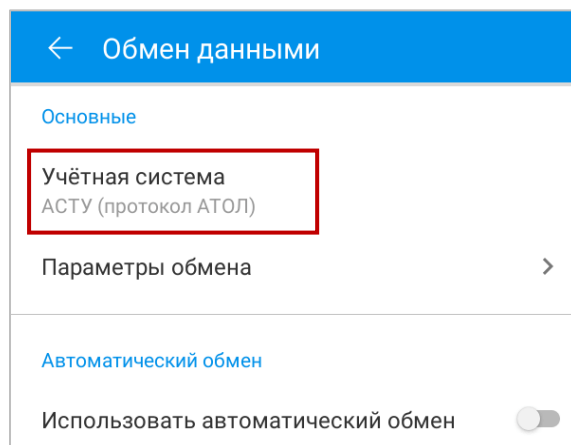 Обмен данными
Основные
Учётная система
АСТУ (протокол АТОЛ)
Параметры обмена
Автоматический обмен
Использовать автоматический обмен